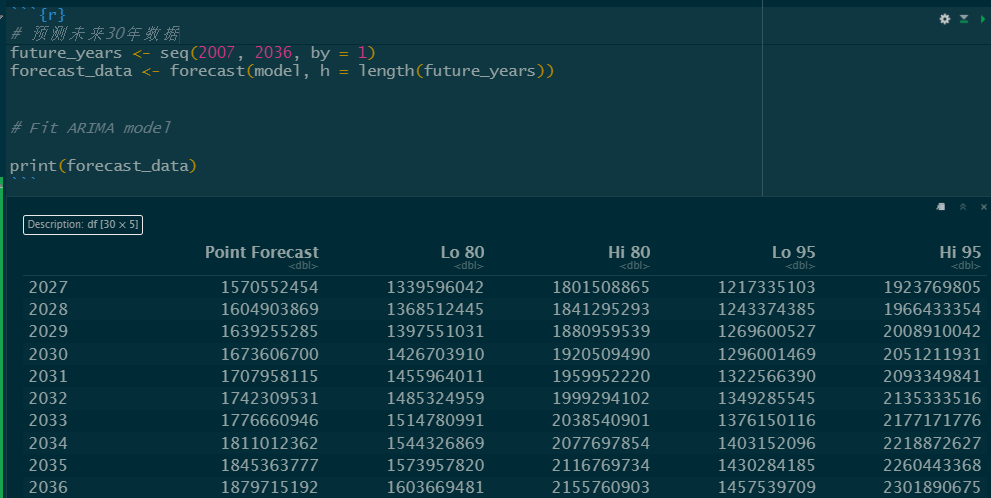 ```{r}
# 预测未来30年数据
future_years <- seq(2007, 2036, by = 1)
forecast_data <- forecast(model, h = length(future_years))
# Fit ARIMA model
print(forecast_data)
```
Description: df [30 × 5]
Point Forecast Lo 80 Hi 80 Lo 95 Hi 95
<dbl> <dbl> <dbl> <dbl> <dbl>
2027 1570552454 1339596042 1801508865 1217335103 1923769805
2028 1604903869 1368512445 1841295293 1243374385 1966433354
2029 1639255285 1397551031 1880959539 1269600527 2008910042
2030 1673606700 1426703910 1920509490 1296001469 2051211931
2031 1707958115 1455964011 1959952220 1322566390 2093349841
2032 1742309531 1485324959 1999294102 1349285545 2135333516
2033 1776660946 1514780991 2038540901 1376150116 2177171776
2034 1811012362 1544326869 2077697854 1403152096 2218872627
2035 1845363777 1573957820 2116769734 1430284185 2260443368
2036 1879715192 1603669481 2155760903 1457539709 2301890675